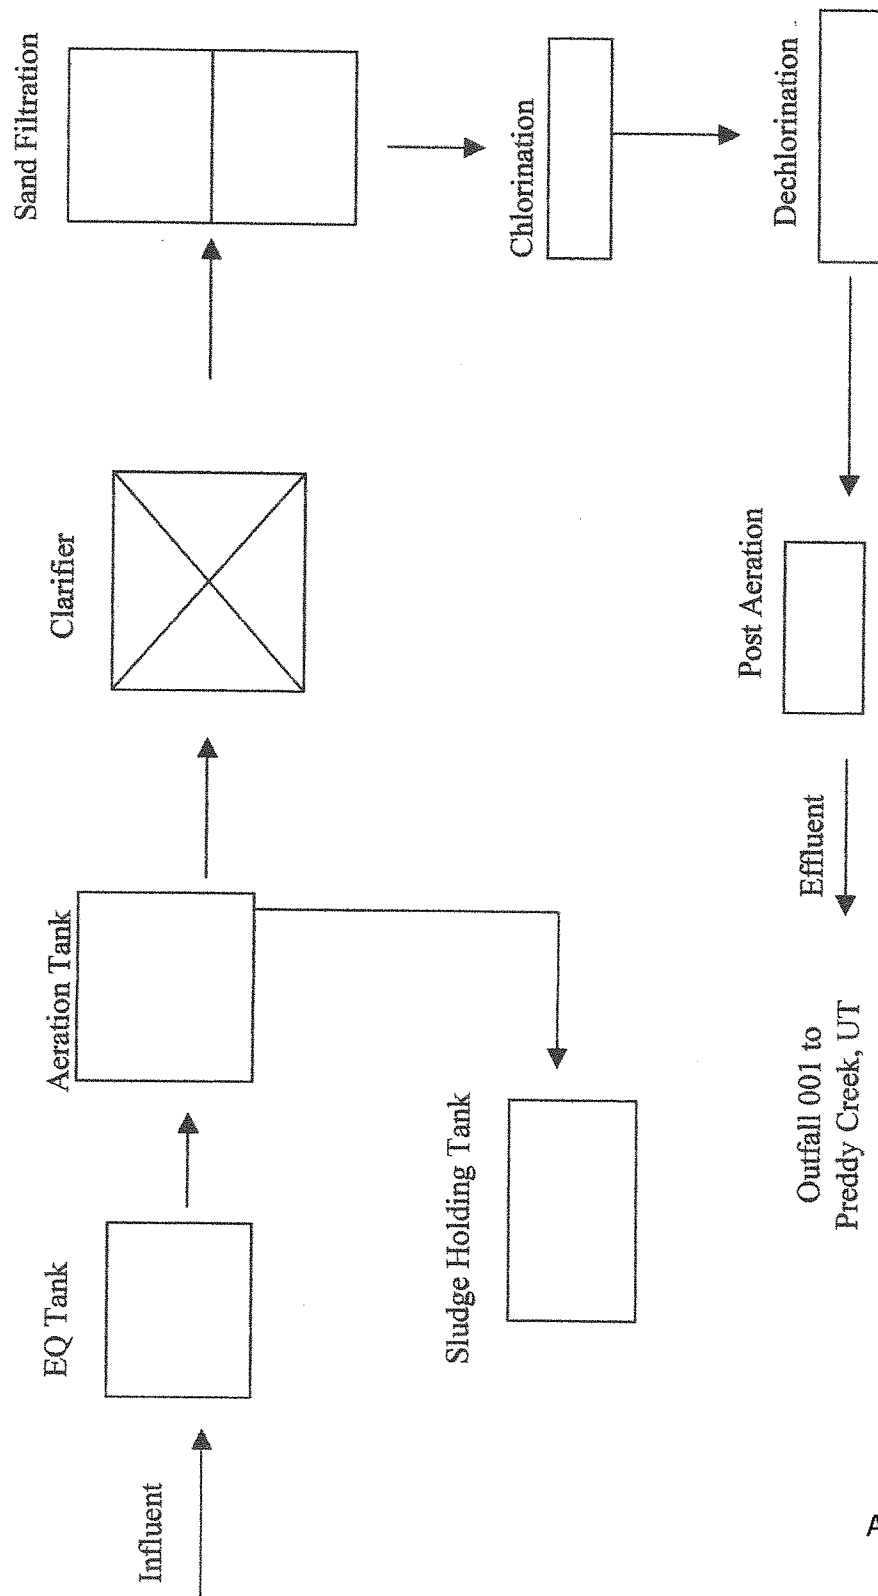 Influent
EQ Tank
Aeration Tank
Clarifier
Sand Filtration
Chlorination
Dechlorination
Post Aeration
Effluent
Outfall 001 to
Preddy Creek, UT
Sludge Holding Tank
A